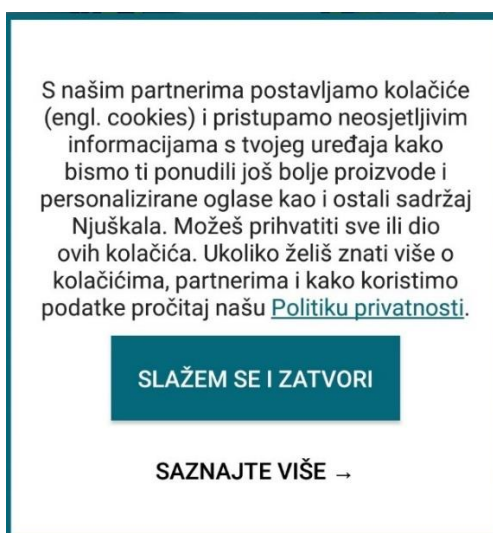 S našim partnerima postavljamo kolačiće
(engl. cookies) i pristupamo neosjetljivim
informacijama s tvojeg uređaja kako
bismo ti ponudili još bolje proizvode i
personalizirane oglase kao i ostali sadržaj
Njuškala. Možeš prihvatiti sve ili dio
ovih kolačića. Ukoliko želiš znati više o
kolačićima, partnerima i kako koristimo
podatke pročitaj našu Politiku privatnosti.
SLAŽEM SE I ZATVORI
SAZNAJTE VIŠE →